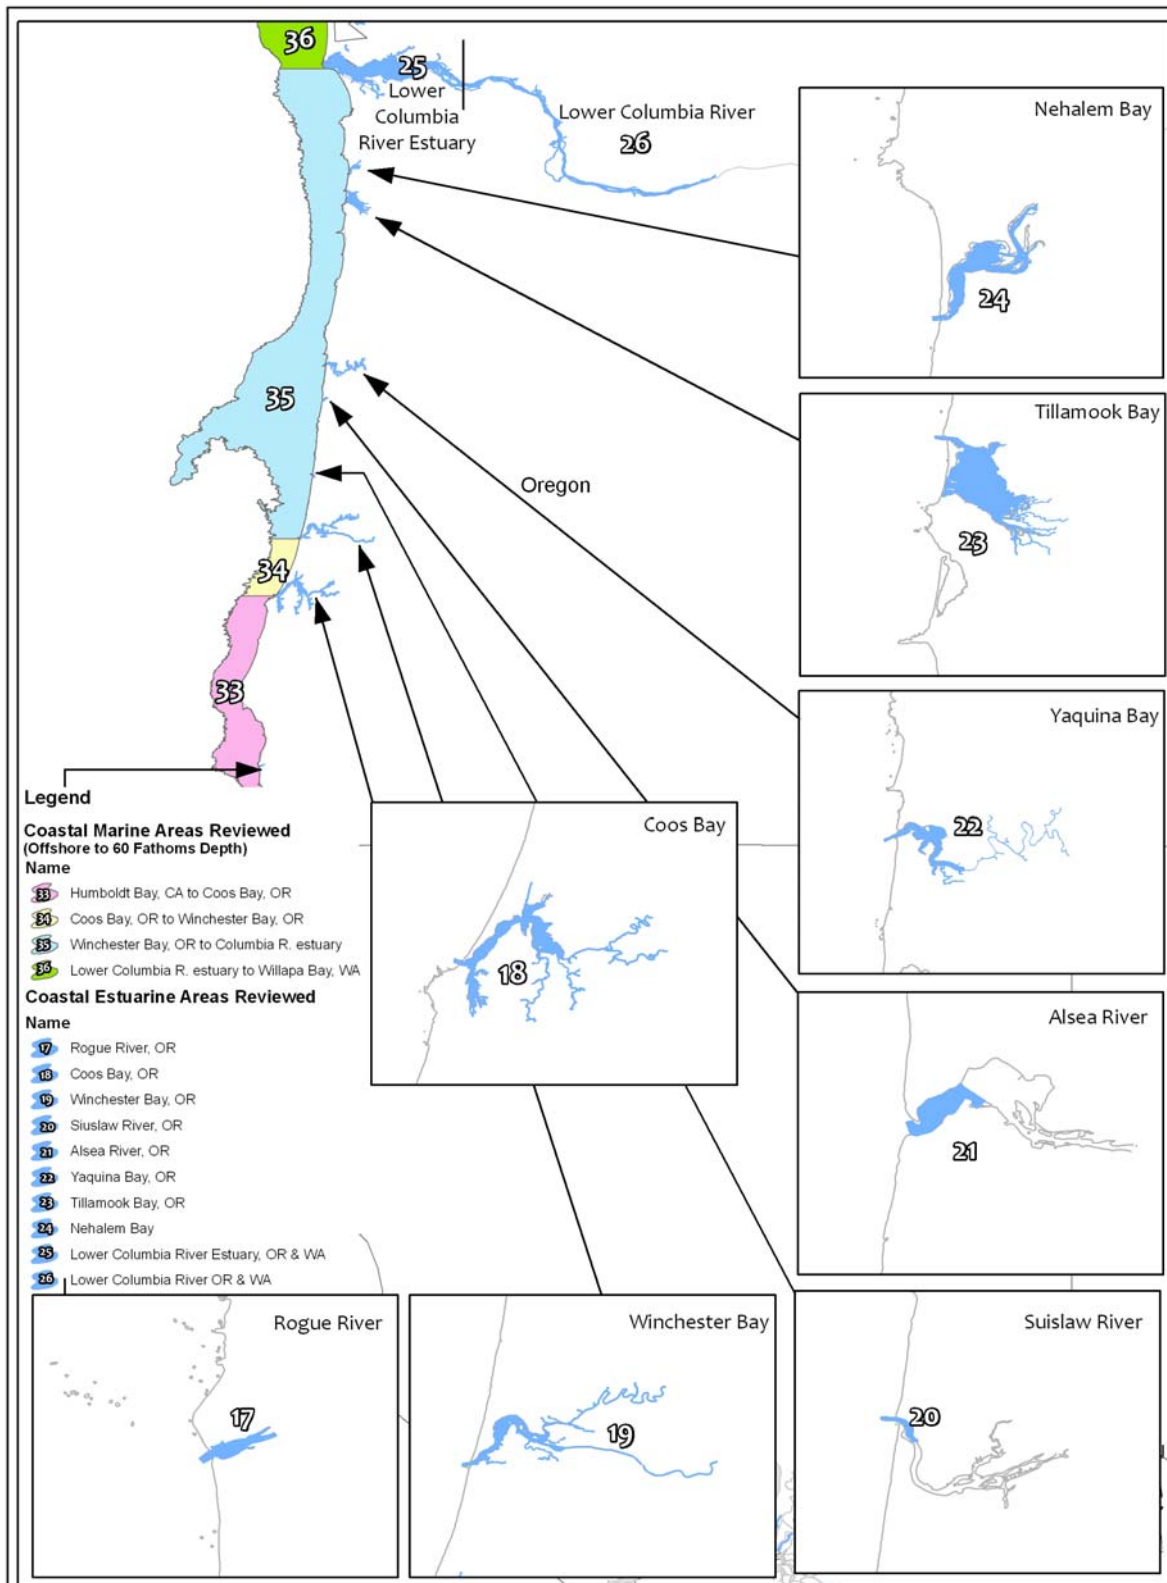 36
25
Lower
Columbia
River Estuary
Lower Columbia River
26
Nehalem Bay
24
35
Tillamook Bay
23
Oregon
34
33
Yaquina Bay
22
Legend
Coastal Marine Areas Reviewed
(Offshore to 60 Fathoms Depth)
Name
33 Humboldt Bay, CA to Coos Bay, OR
34 Coos Bay, OR to Winchester Bay, OR
35 Winchester Bay, OR to Columbia R. estuary
36 Lower Columbia R. estuary to Willapa Bay, WA
Coastal Estuarine Areas Reviewed
Name
17 Rogue River, OR
18 Coos Bay, OR
19 Winchester Bay, OR
20 Siuslaw River, OR
21 Alsea River, OR
22 Yaquina Bay, OR
23 Tillamook Bay, OR
24 Nehalem Bay
25 Lower Columbia River Estuary, OR & WA
26 Lower Columbia River OR & WA
Coos Bay
18
Alsea River
21
Rogue River
17
Winchester Bay
19
Suislaw River
20